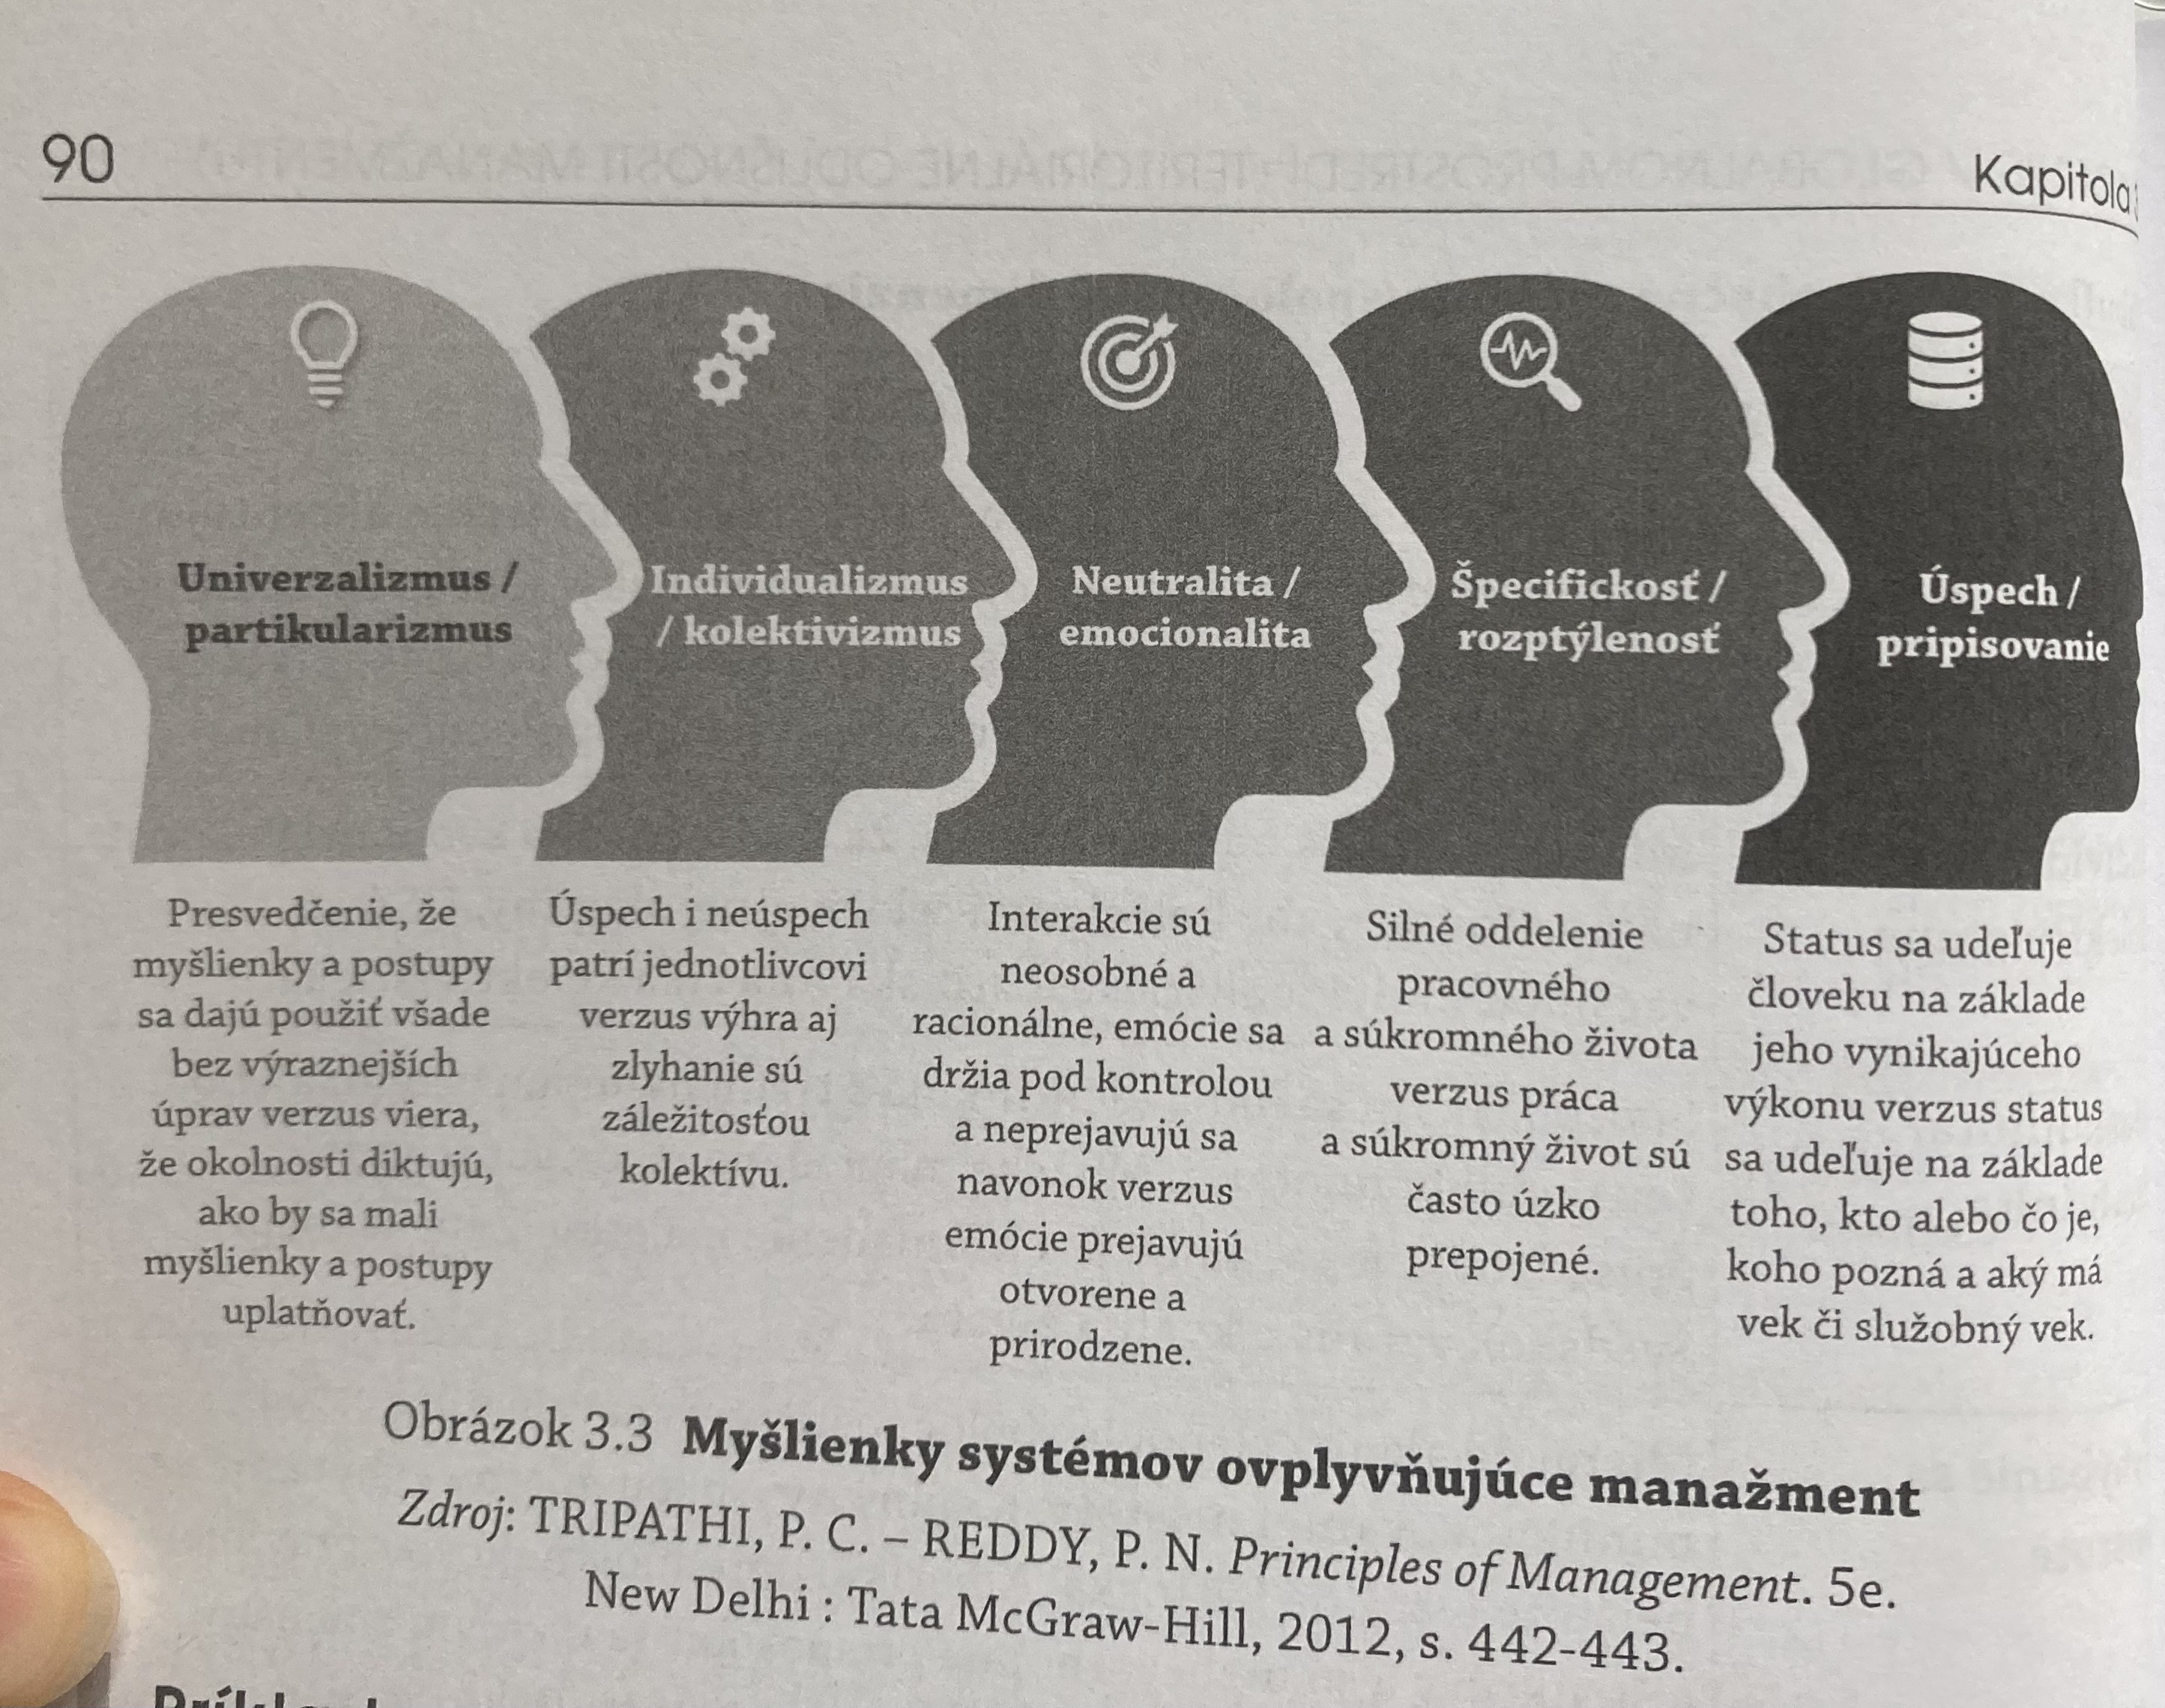 90
Kapitola
Univerzalizmus /
partikularizmus
Individualizmus
/ kolektivizmus
Neutralita /
emocionalita
Špecifickosť /
rozptýlenosť
Úspech /
pripisovanie
Presvedčenie, že
myšlienky a postupy
sa dajú použiť všade
bez výraznejších
úprav verzus viera,
že okolnosti diktujú,
ako by sa mali
myšlienky a postupy
uplatňovať.
Úspech i neúspech
patrí jednotlivcovi
verzus výhra aj
zlyhanie sú
záležitosťou
kolektívu.
Interakcie sú
neosobné a
racionálne, emócie sa
držia pod kontrolou
a neprejavujú sa
navonok verzus
emócie prejavujú
otvorene a
prirodzene.
Silné oddelenie
pracovného
a súkromného života
verzus práca
a súkromný život sú
často úzko
prepojené.
Status sa udeľuje
človeku na základe
jeho vynikajúceho
výkonu verzus status
sa udeľuje na základe
toho, kto alebo čo je,
koho pozná a aký má
vek či služobný vek.
Obrázok 3.3 Myšlienky systémov ovplyvňujúce manažment
Zdroj: TRIPATHI, P. C. – REDDY, P. N. Principles of Management. 5e.
New Delhi : Tata McGraw-Hill, 2012, s. 442-443.